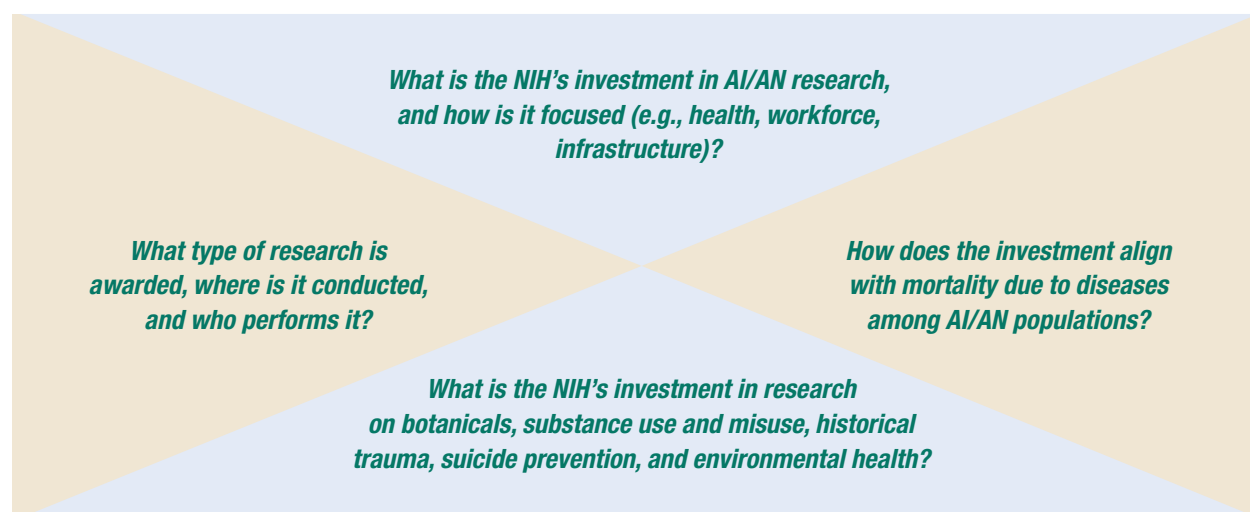 What is the NIH's investment in AI/AN research,
and how is it focused (e.g., health, workforce,
infrastructure)?
What type of research is
awarded, where is it conducted,
and who performs it?
How does the investment align
with mortality due to diseases
among AI/AN populations?
What is the NIH's investment in research
on botanicals, substance use and misuse, historical
trauma, suicide prevention, and environmental health?